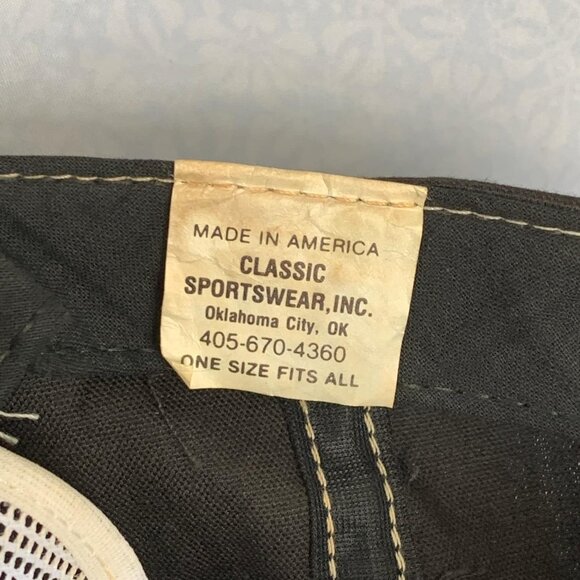 MADE IN AMERICA
CLASSIC
SPORTSWEAR, INC.
Oklahoma City, OK
405-670-4360
ONE SIZE FITS ALL